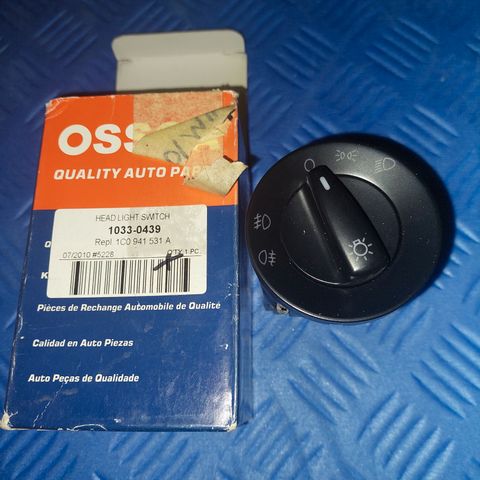 OSS
QUALITY AUTO PA
HEAD LIGHT SWITCH
1033-0439
Repl. 1C0 941 531 A
07/2010 #5228 QTY 1 PC.
Pièces de Rechange Automobile de Qualité
Calidad en Auto Piezas
Auto Peças de Qualidade